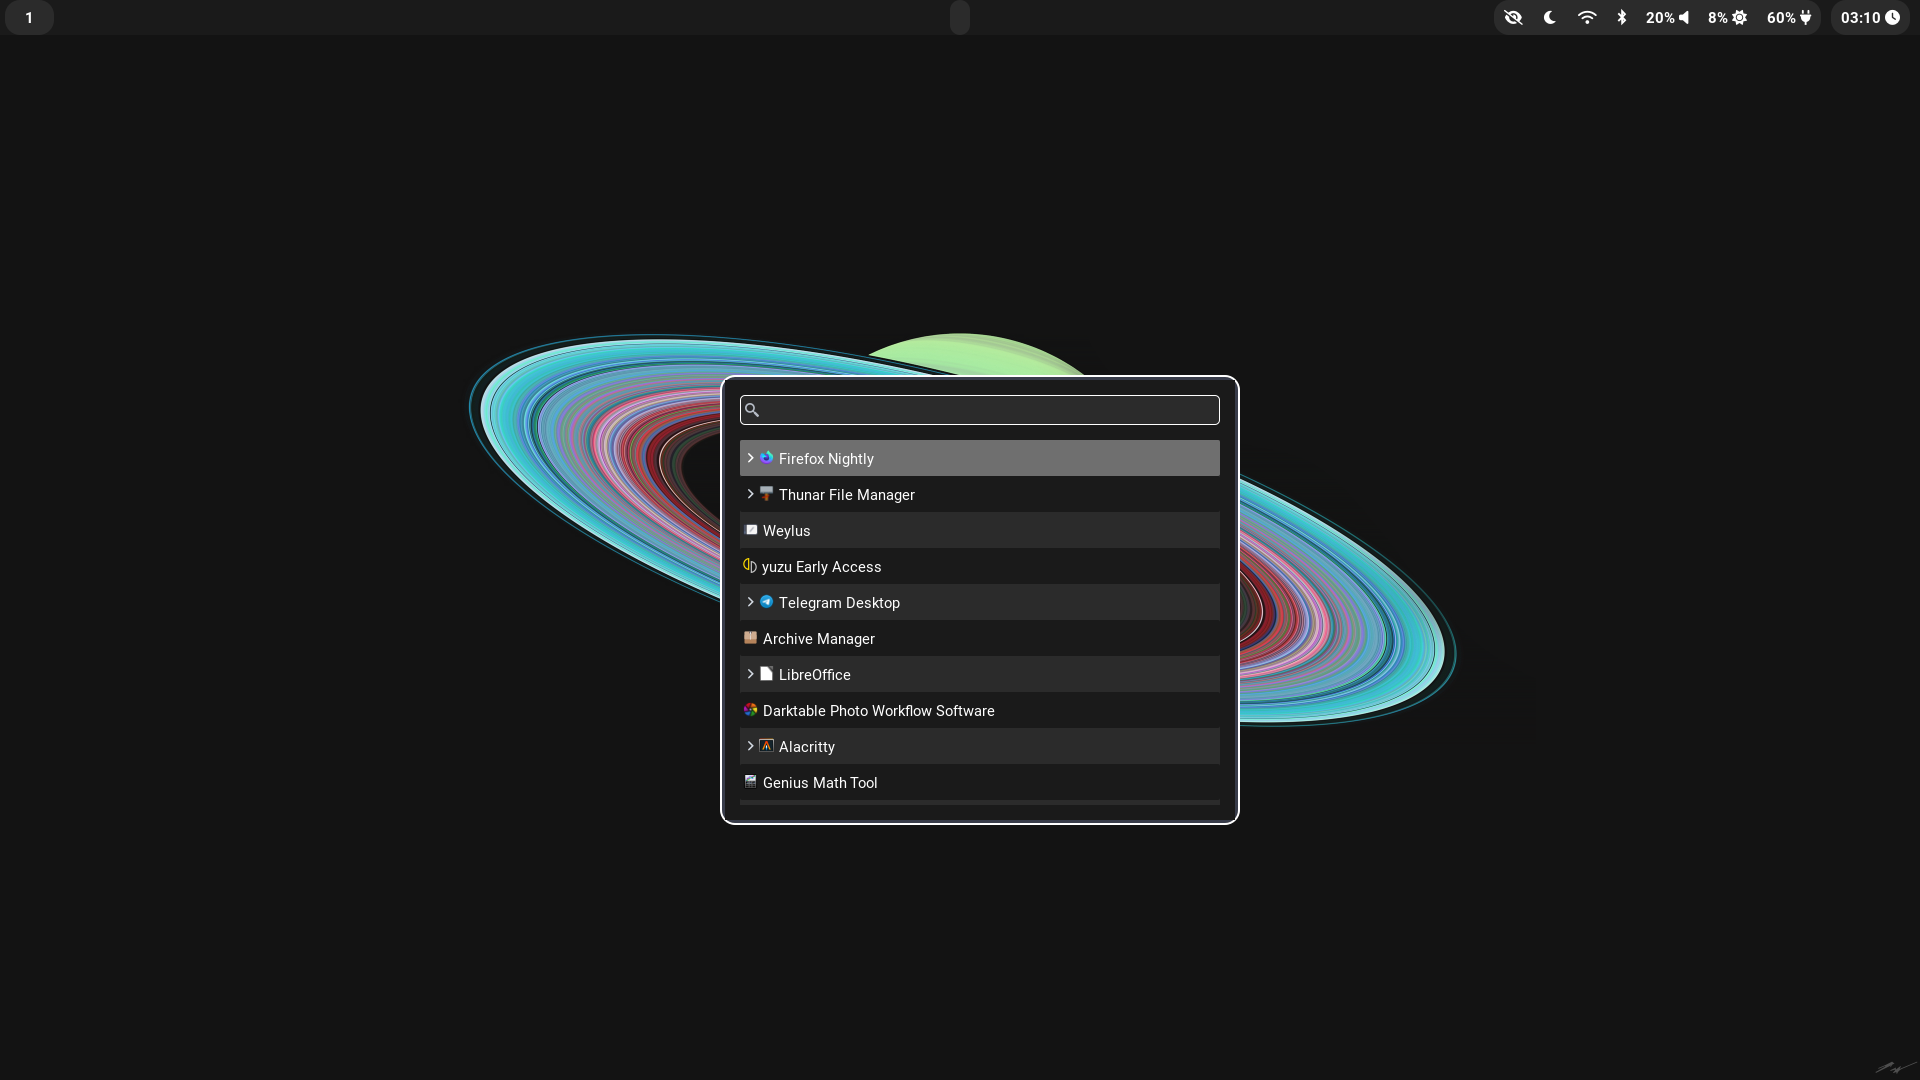 1
20%
8%
60%
03:10
Firefox Nightly
Thunar File Manager
Weylus
yuzu Early Access
Telegram Desktop
Archive Manager
LibreOffice
Darktable Photo Workflow Software
Alacritty
Genius Math Tool